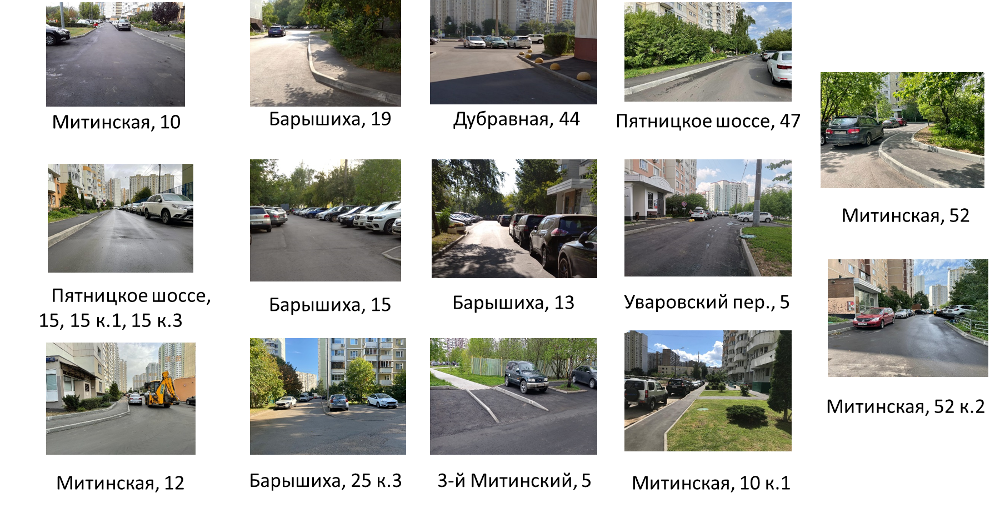 Митинская, 10
Барышиха, 19
Дубравная, 44
Пятницкое шоссе, 47
Митинская, 52
Пятницкое шоссе,
15, 15 к.1, 15 к.3
Барышиха, 15
Барышиха, 13
Уваровский пер., 5
Митинская, 52 к.2
Митинская, 12
Барышиха, 25 к.3
3-й Митинский, 5
Митинская, 10 к.1